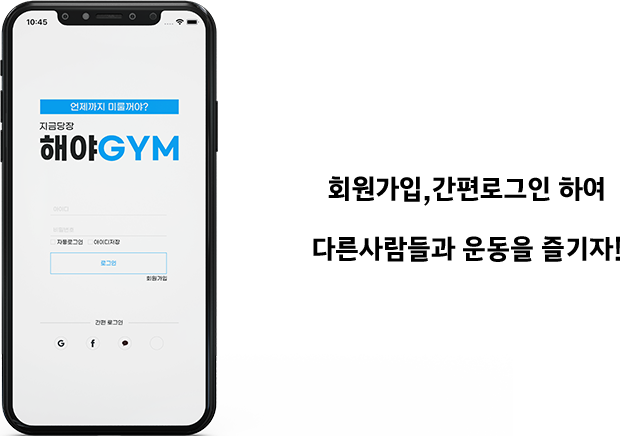 10:45
언제까지 미룰꺼야?
지금당장
해야GYM
아이디
비밀번호
자동로그인 아이디저장
로그인
회원가입
간편 로그인
G f
회원가입,간편로그인 하여
다른사람들과 운동을 즐기자!